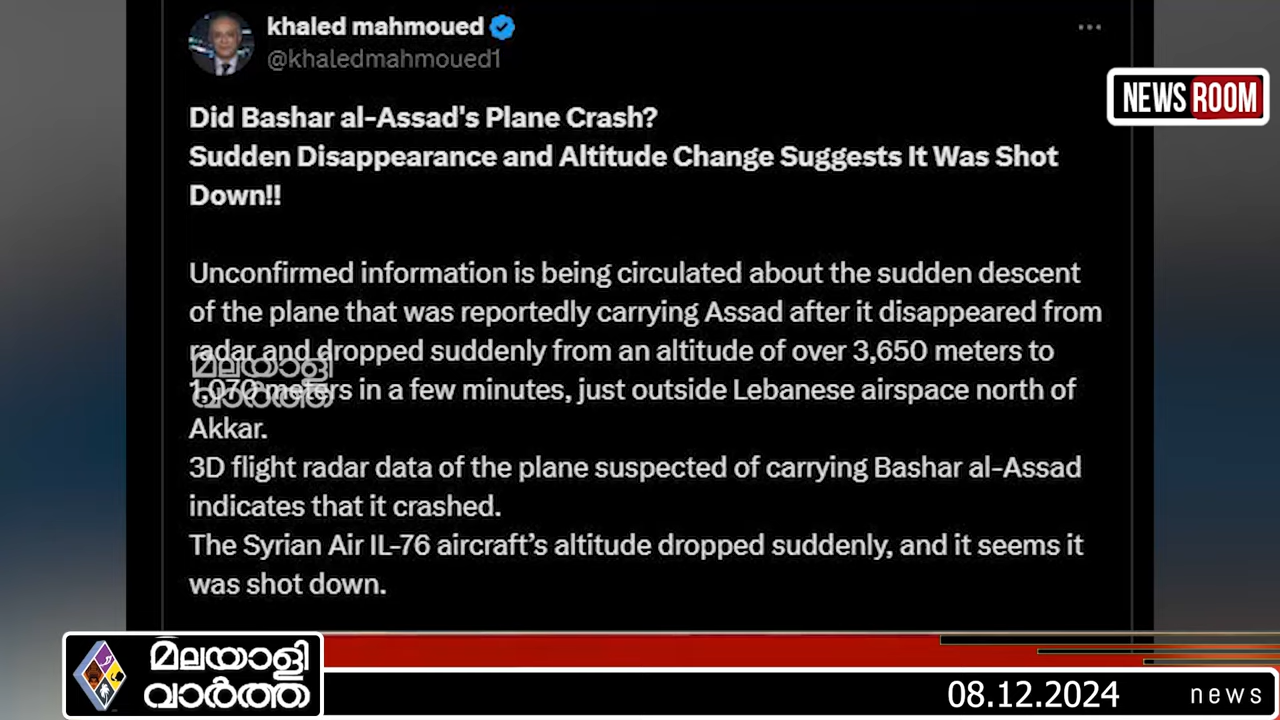 khaled mahmoued
@khaledmahmoued1
NEWS ROOM
Did Bashar al-Assad's Plane Crash?
Sudden Disappearance and Altitude Change Suggests It Was Shot
Down!!
Unconfirmed information is being circulated about the sudden descent
of the plane that was reportedly carrying Assad after it disappeared from
radar and dropped suddenly from an altitude of over 3,650 meters to
1,070 meters in a few minutes, just outside Lebanese airspace north of
Akkar.
മലയാളി
വാർത്ത
3D flight radar data of the plane suspected of carrying Bashar al-Assad
indicates that it crashed.
The Syrian Air IL-76 aircraft’s altitude dropped suddenly, and it seems it
was shot down.
മലയാളി
വാർത്ത
08.12.2024
news